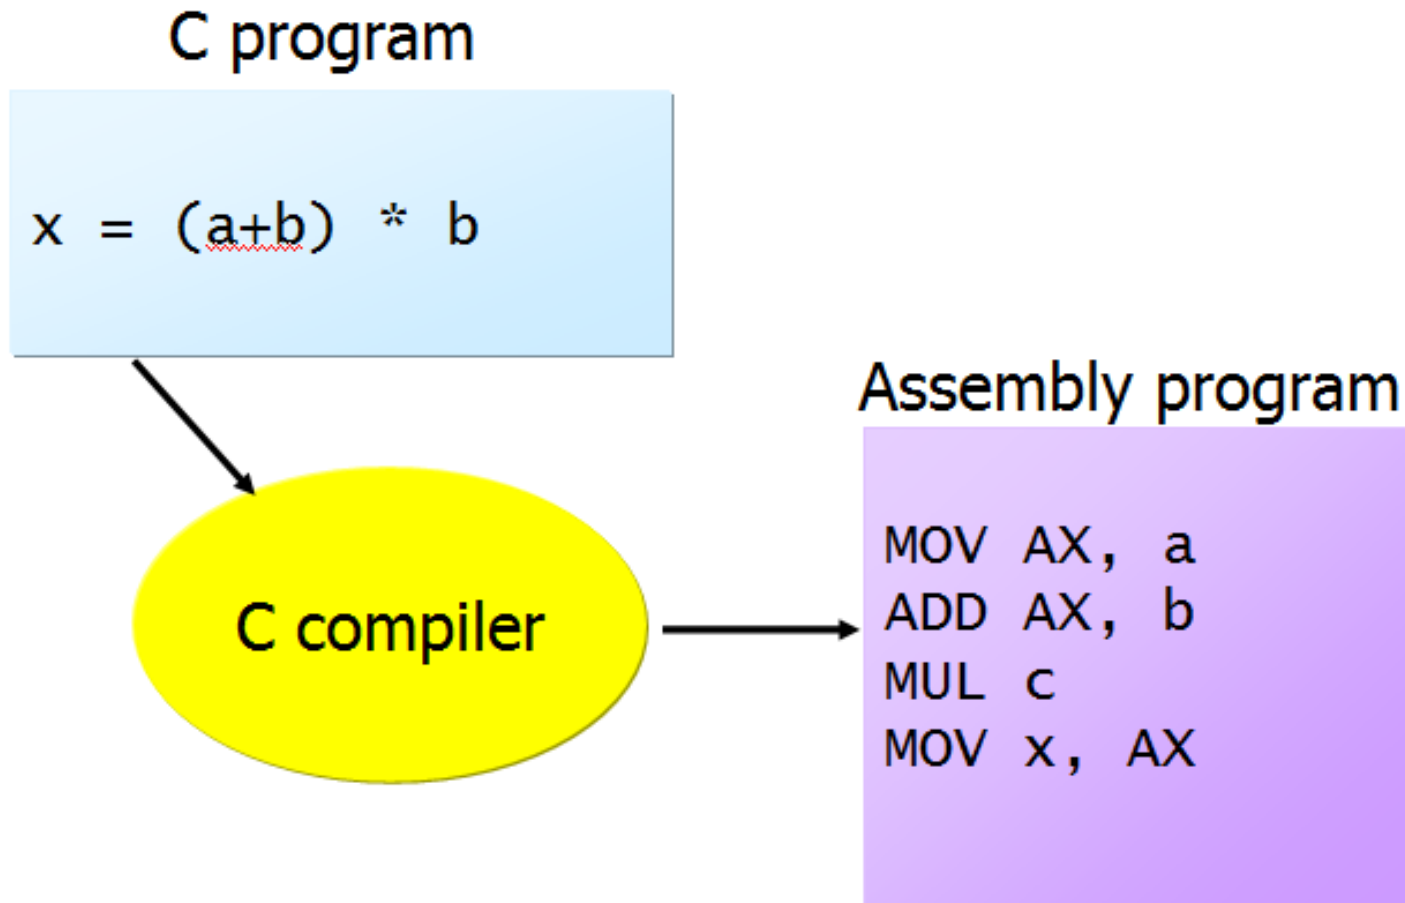 C program
x = (a+b) * b
Assembly program
C compiler
MOV AX, a
ADD AX, b
MUL c
MOV x, AX